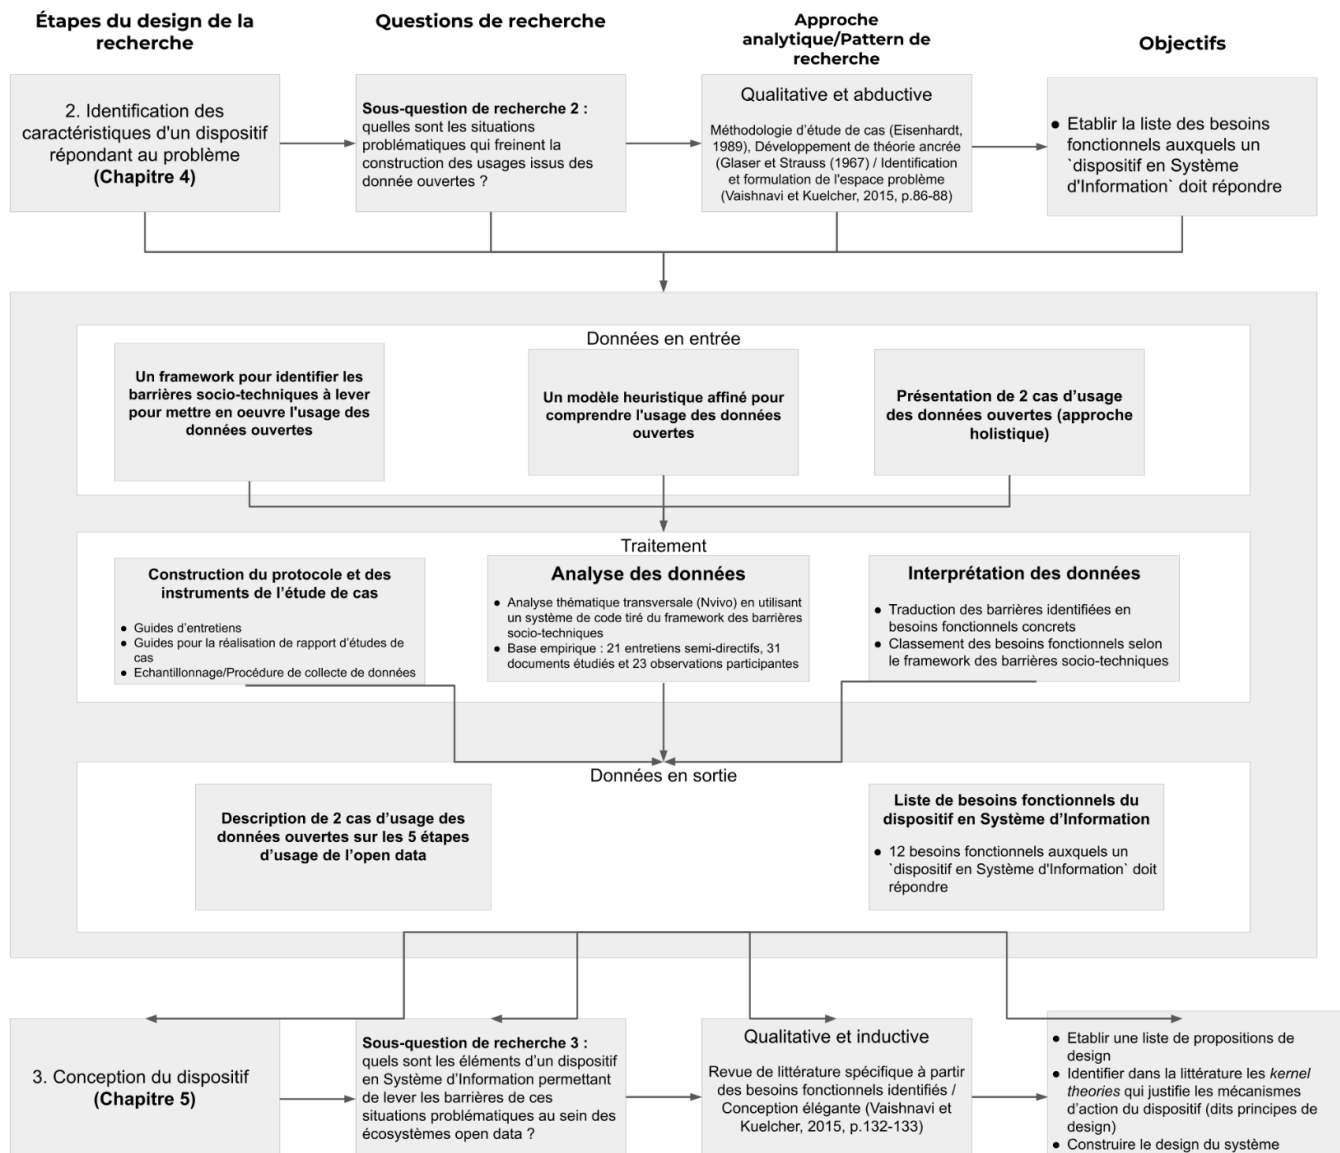 Étapes du design de la
recherche
Questions de recherche
Approche
analytique/Pattern de
recherche
Objectifs
2. Identification des
caractéristiques d'un dispositif
répondant au problème
(Chapitre 4)
Sous-question de recherche 2 :
quelles sont les situations
problématiques qui freinent la
construction des usages issus des
donnée ouvertes ?
Qualitative et abductive
Méthodologie d'étude de cas (Eisenhardt,
1989), Développement de théorie ancrée
(Glaser et Strauss (1967) / Identification
et formulation de l'espace problème
(Vaishnavi et Kuelcher, 2015, p.86-88)
● Etablir la liste des besoins
fonctionnels auxquels un
`dispositif en Système
d'Information` doit répondre
Données en entrée
Un framework pour identifier les
barrières socio-techniques à lever
pour mettre en oeuvre l'usage des
données ouvertes
Un modèle heuristique affiné pour
comprendre l'usage des données
ouvertes
Présentation de 2 cas d'usage
des données ouvertes (approche
holistique)
Traitement
Construction du protocole et des
instruments de l'étude de cas
● Guides d'entretiens
● Guides pour la réalisation de rapport d'études de
cas
● Echantillonnage/Procédure de collecte de données
Analyse des données
● Analyse thématique transversale (Nvivo) en utilisant
un système de code tiré du framework des barrières
socio-techniques
● Base empirique : 21 entretiens semi-directifs, 31
documents étudiés et 23 observations participantes
Interprétation des données
● Traduction des barrières identifiées en
besoins fonctionnels concrets
● Classement des besoins fonctionnels selon
le framework des barrières socio-techniques
Données en sortie
Description de 2 cas d'usage des
données ouvertes sur les 5 étapes
d'usage de l'open data
Liste de besoins fonctionnels du
dispositif en Système d'Information
● 12 besoins fonctionnels auxquels un
`dispositif en Système d'Information` doit
répondre
3. Conception du dispositif
(Chapitre 5)
Sous-question de recherche 3 :
quels sont les éléments d'un dispositif
en Système d'Information permettant
de lever les barrières de ces
situations problématiques au sein des
écosystèmes open data ?
Qualitative et inductive
Revue de littérature spécifique à partir
des besoins fonctionnels identifiés /
Conception élégante (Vaishnavi et
Kuelcher, 2015, p.132-133)
● Etablir une liste de propositions de
design
● Identifier dans la littérature les kernel
theories qui justifie les mécanismes
d'action du dispositif (dits principes de
design)
● Construire le design du système